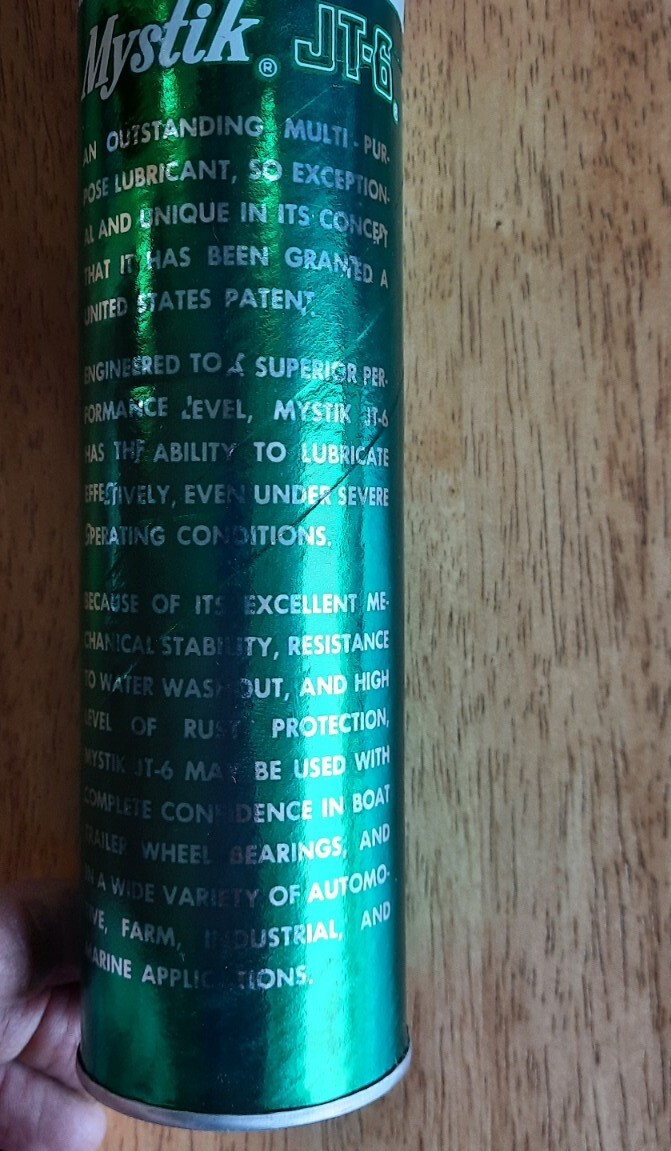 Mystik ® JT-6 ®
AN OUTSTANDING MULTI-PUR-
POSE LUBRICANT, SO EXCEPTION-
AL AND UNIQUE IN ITS CONCEPT
THAT IT HAS BEEN GRANTED A
UNITED STATES PATENT.
ENGINEERED TO A SUPERIOR PER-
FORMANCE LEVEL, MYSTIK JT-6
HAS THE ABILITY TO LUBRICATE
EFFECTIVELY, EVEN UNDER SEVERE
OPERATING CONDITIONS.
BECAUSE OF ITS EXCELLENT ME-
CHANICAL STABILITY, RESISTANCE
TO WATER WASHOUT, AND HIGH
LEVEL OF RUST PROTECTION,
MYSTIK JT-6 MAY BE USED WITH
COMPLETE CONFIDENCE IN BOAT
TRAILER WHEEL BEARINGS, AND
IN A WIDE VARIETY OF AUTOMO-
TIVE, FARM, INDUSTRIAL, AND
MARINE APPLICATIONS.